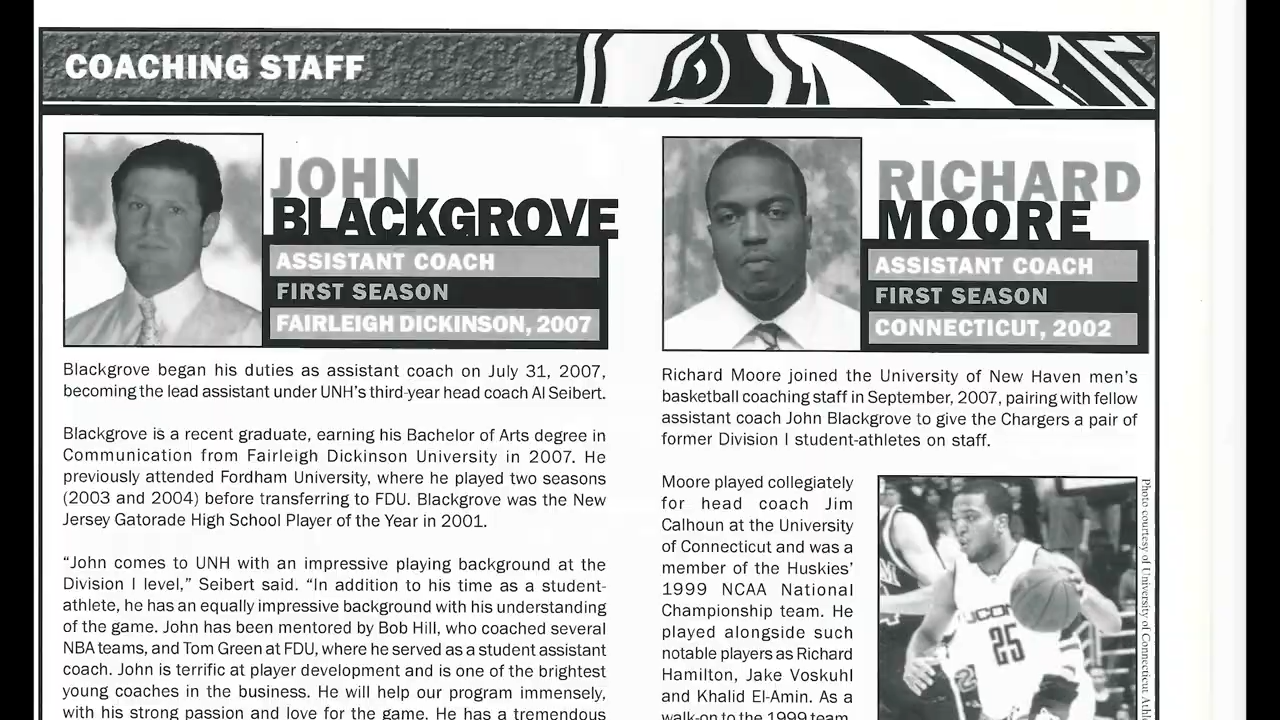 COACHING STAFF
JOHN
BLACKGROVE
ASSISTANT COACH
FIRST SEASON
FAIRLEIGH DICKINSON, 2007
Blackgrove began his duties as assistant coach on July 31, 2007,
becoming the lead assistant under UNH's third-year head coach Al Seibert.
Blackgrove is a recent graduate, earning his Bachelor of Arts degree in
Communication from Fairleigh Dickinson University in 2007. He
previously attended Fordham University, where he played two seasons
(2003 and 2004) before transferring to FDU. Blackgrove was the New
Jersey Gatorade High School Player of the Year in 2001.
“John comes to UNH with an impressive playing background at the
Division I level,” Seibert said. “In addition to his time as a student-
athlete, he has an equally impressive background with his understanding
of the game. John has been mentored by Bob Hill, who coached several
NBA teams, and Tom Green at FDU, where he served as a student assistant
coach. John is terrific at player development and is one of the brightest
young coaches in the business. He will help our program immensely,
with his strong passion and love for the game. He has a tremendous
RICHARD
MOORE
ASSISTANT COACH
FIRST SEASON
CONNECTICUT, 2002
Richard Moore joined the University of New Haven men's
basketball coaching staff in September, 2007, pairing with fellow
assistant coach John Blackgrove to give the Chargers a pair of
former Division I student-athletes on staff.
Moore played collegiately
for head coach Jim
Calhoun at the University
of Connecticut and was a
member of the Huskies'
1999 NCAA National
Championship team. He
played alongside such
notable players as Richard
Hamilton, Jake Voskuhl
and Khalid El-Amin. As a
walk-on to the 1999 team,
UCONN
25
Photo courtesy of University of Connecticut